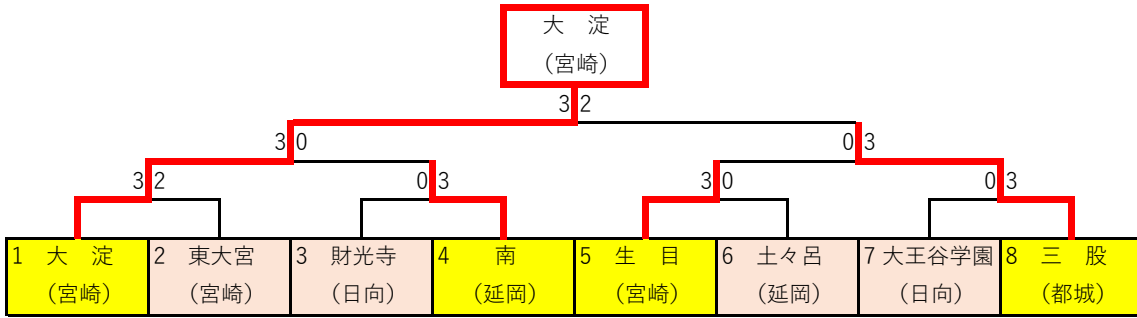 大　淀
（宮崎）
3 2
3 0
0 3
3 2
0 3
3 0
0 3
1 大　淀
（宮崎）
2 東大宮
（宮崎）
3 財光寺
（日向）
4 南
（延岡）
5 生　目
（宮崎）
6 土々呂
（延岡）
7 大王谷学園
（日向）
8 三　股
（都城）